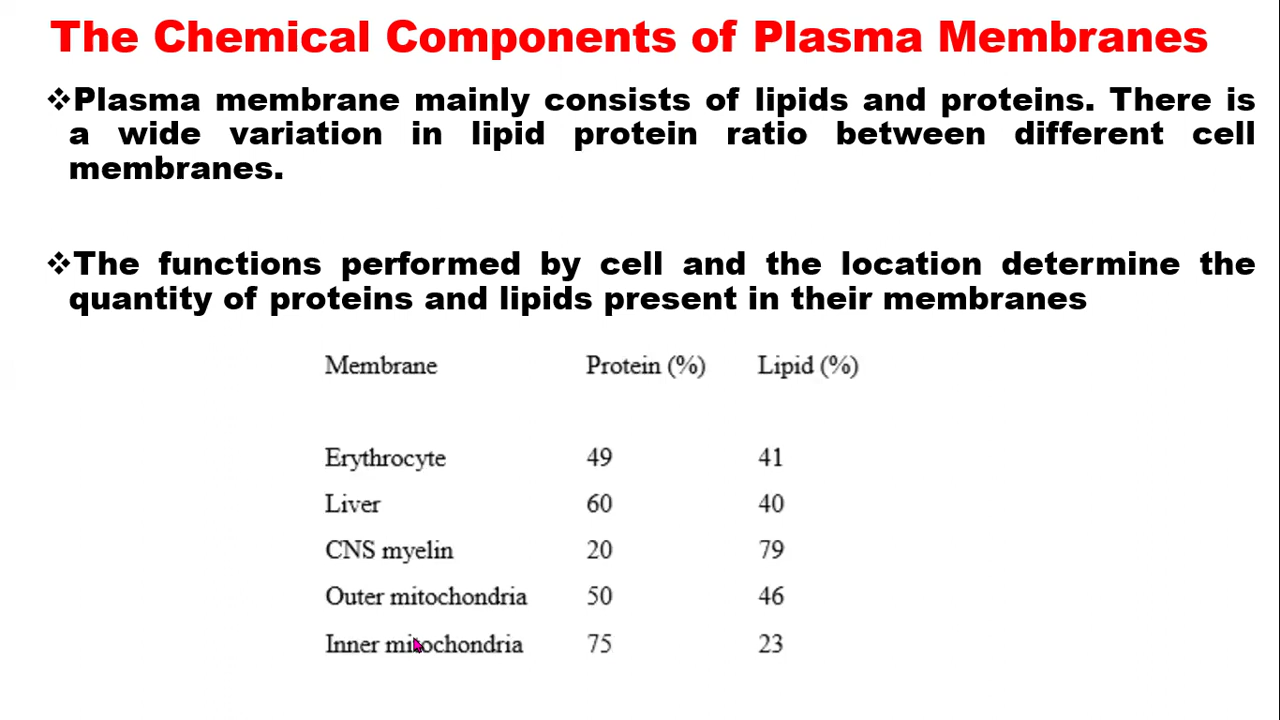 The Chemical Components of Plasma Membranes
❖Plasma membrane mainly consists of lipids and proteins. There is
a wide variation in lipid protein ratio between different cell
membranes.
❖The functions performed by cell and the location determine the
quantity of proteins and lipids present in their membranes
Membrane Protein (%) Lipid (%)
Erythrocyte 49 41
Liver 60 40
CNS myelin 20 79
Outer mitochondria 50 46
Inner mitochondria 75 23